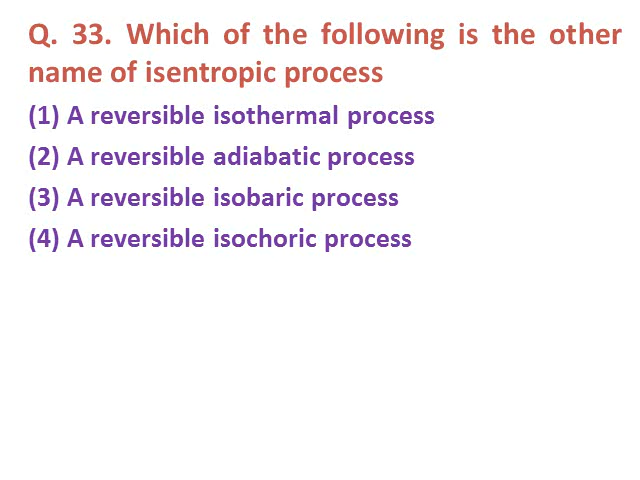 Q. 33. Which of the following is the other
name of isentropic process
(1) A reversible isothermal process
(2) A reversible adiabatic process
(3) A reversible isobaric process
(4) A reversible isochoric process